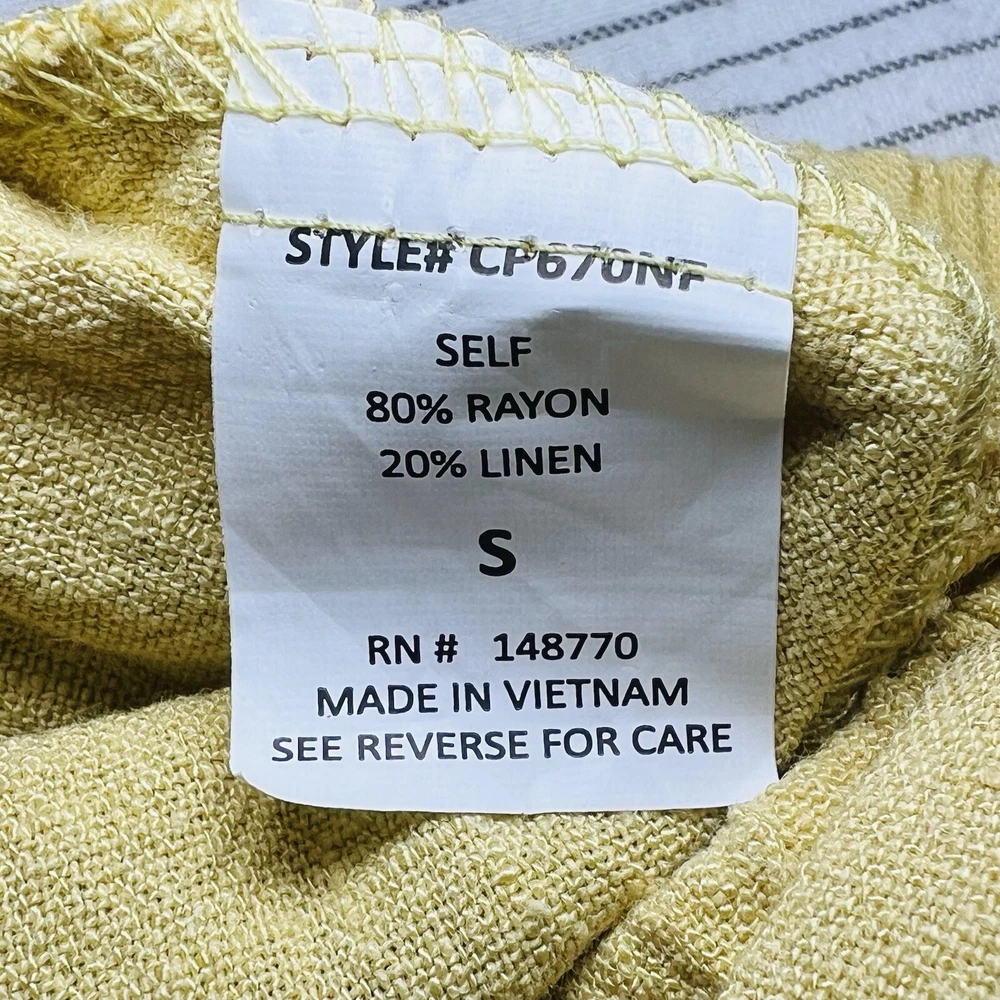 STYLE# CP670NF
SELF
80% RAYON
20% LINEN
S
RN # 148770
MADE IN VIETNAM
SEE REVERSE FOR CARE